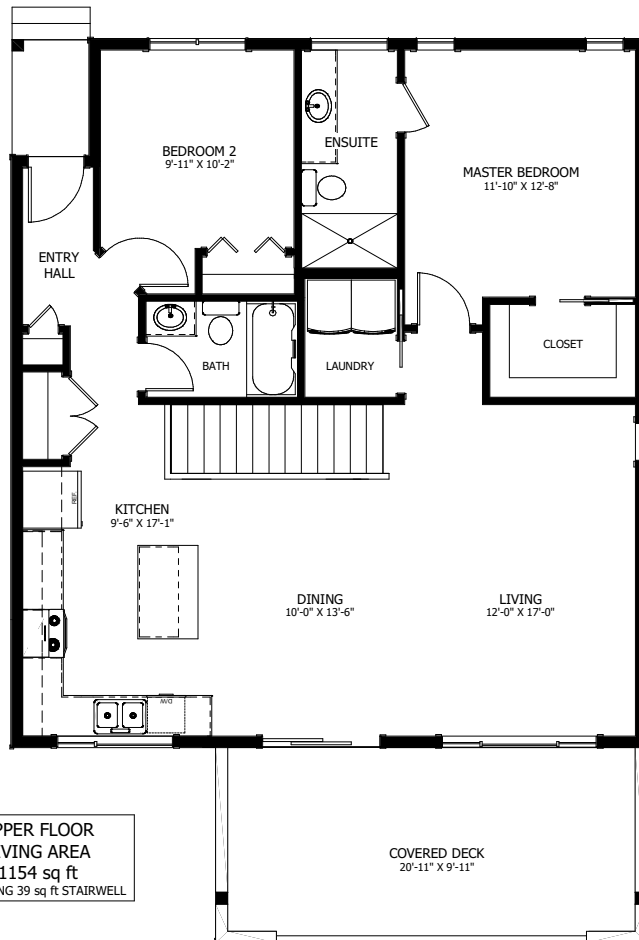 BEDROOM 2
9'-11" X 10'-2"
ENSUITE
MASTER BEDROOM
11'-10" X 12'-8"
ENTRY
HALL
BATH
LAUNDRY
CLOSET
KITCHEN
9'-6" X 17'-1"
REF.
DINING
10'-0" X 13'-6"
LIVING
12'-0" X 17'-0"
D/W
PPER FLOOR
VING AREA
1154 sq ft
NG 39 sq ft STAIRWELL
COVERED DECK
20'-11" X 9'-11"